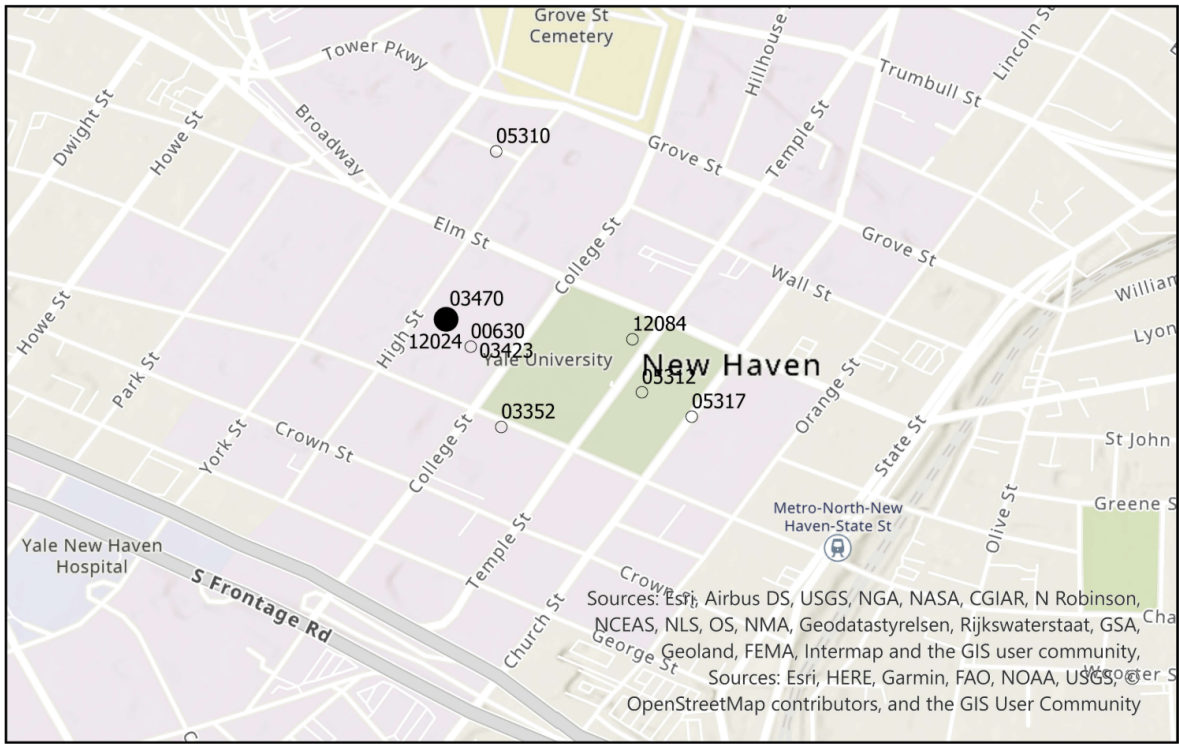 Grove St
Cemetery
Tower Pkwy
Hillhouse
Lincoln St
Trumbull St
Dwight St
Howe St
Broadway
Temple St
05310
Grove St
Elm St
College St
Grove St
Wall St
Howe St
03470
High St
12024
00630
03423
Yale University
12084
New Haven
05312
05317
William
Lyon
Park St
03352
Orange St
York St
Crown St
College St
State St
St John
Greene S
Metro-North-New
Haven-State St
Olive St
Yale New Haven
Hospital
S Frontage Rd
Temple St
Church St
Crown St
George St
Cha
Wooster S
Sources: Esri, Airbus DS, USGS, NGA, NASA, CGIAR, N Robinson,
NCEAS, NLS, OS, NMA, Geodatastyrelsen, Rijkswaterstaat, GSA,
Geoland, FEMA, Intermap and the GIS user community,
Sources: Esri, HERE, Garmin, FAO, NOAA, USGS, ©
OpenStreetMap contributors, and the GIS User Community